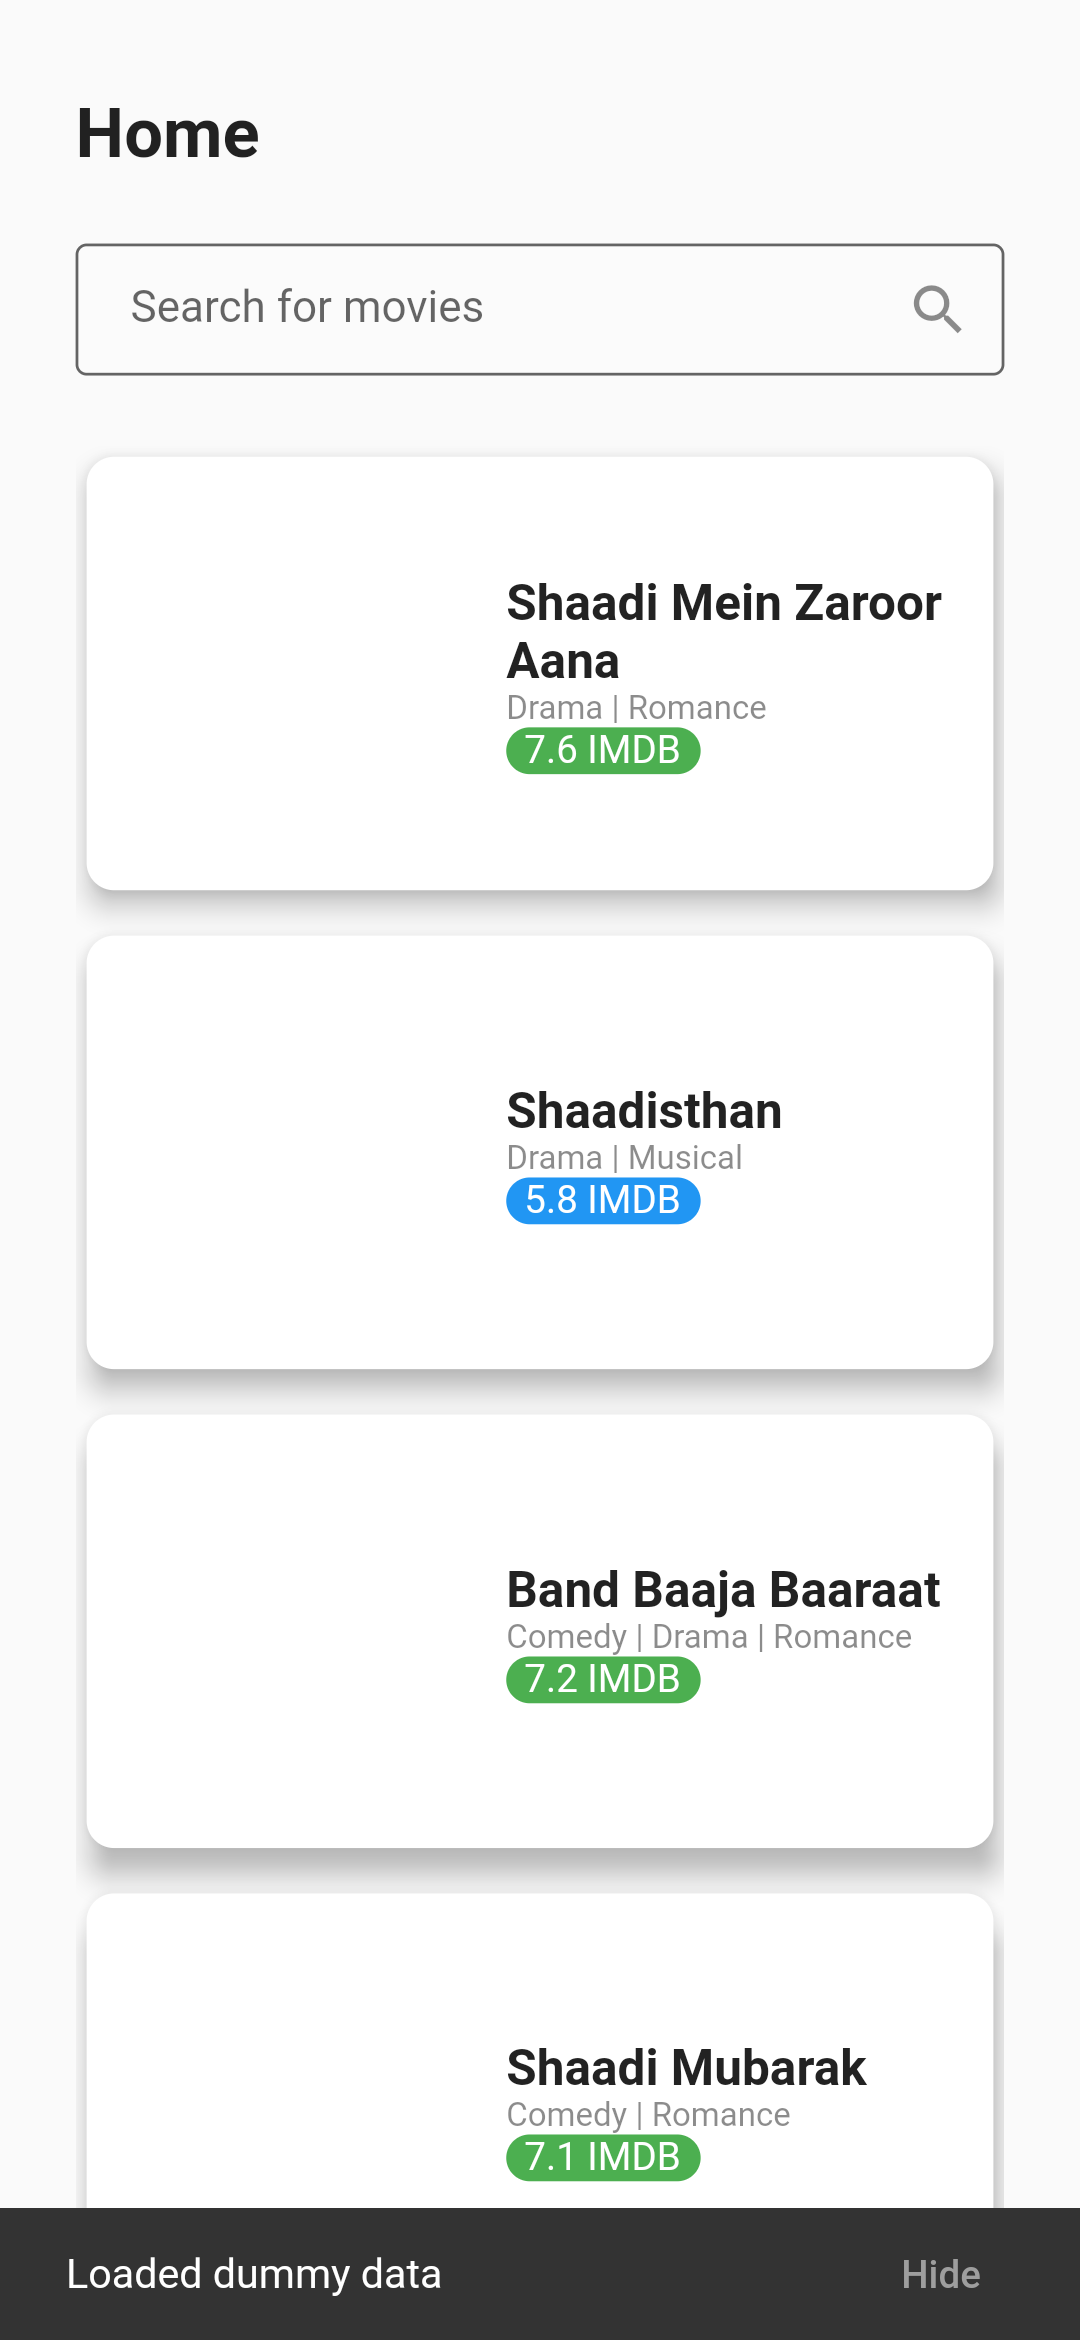 Home
Search for movies
Shaadi Mein Zaroor
Aana
Drama | Romance
7.6 IMDB
Shaadisthan
Drama | Musical
5.8 IMDB
Band Baaja Baaraat
Comedy | Drama | Romance
7.2 IMDB
Shaadi Mubarak
Comedy | Romance
7.1 IMDB
Loaded dummy data
Hide